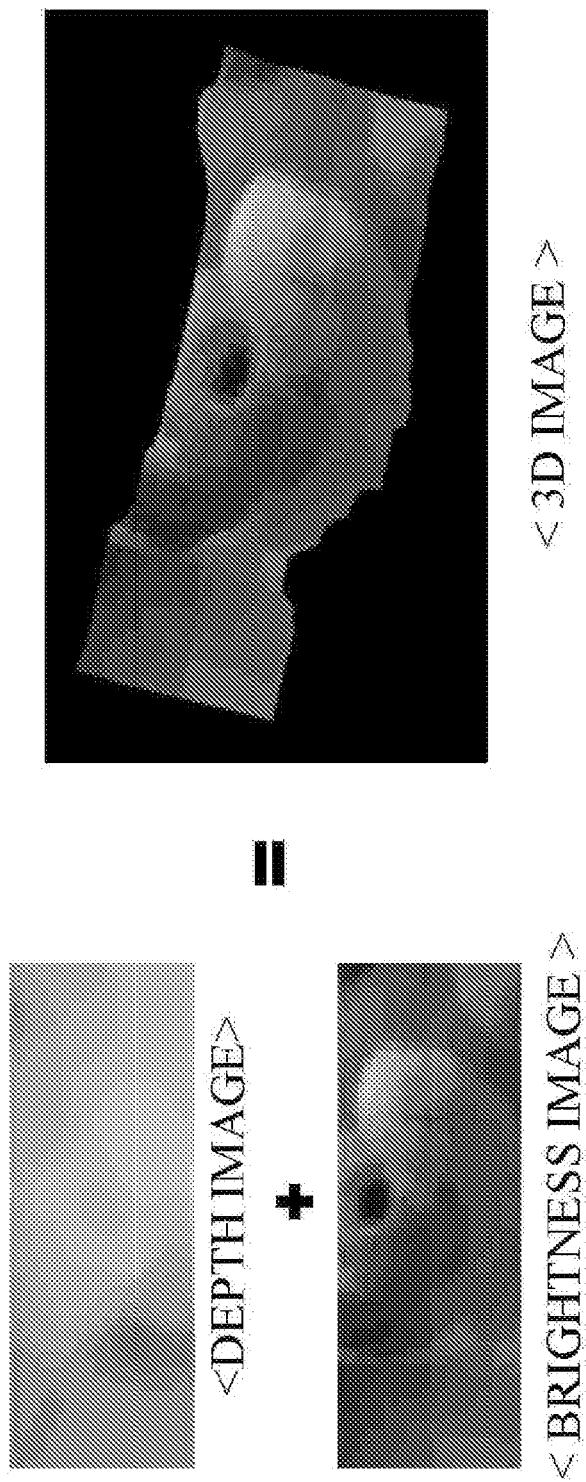 <DEPTH IMAGE>
+
< BRIGHTNESS IMAGE >
=
< 3D IMAGE >